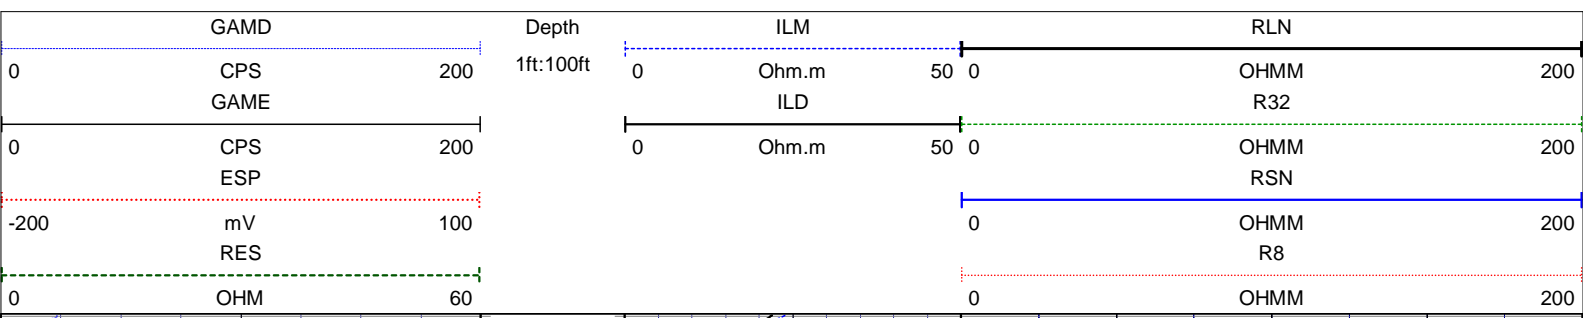 GAMD Depth ILM RLN
1ft:100ft
0 CPS 200 0 Ohm.m 50 0 OHMM 200
GAME ILD R32
0 CPS 200 0 Ohm.m 50 0 OHMM 200
ESP RSN
-200 mV 100 0 OHMM 200
RES R8
0 OHM 60 0 OHMM 200